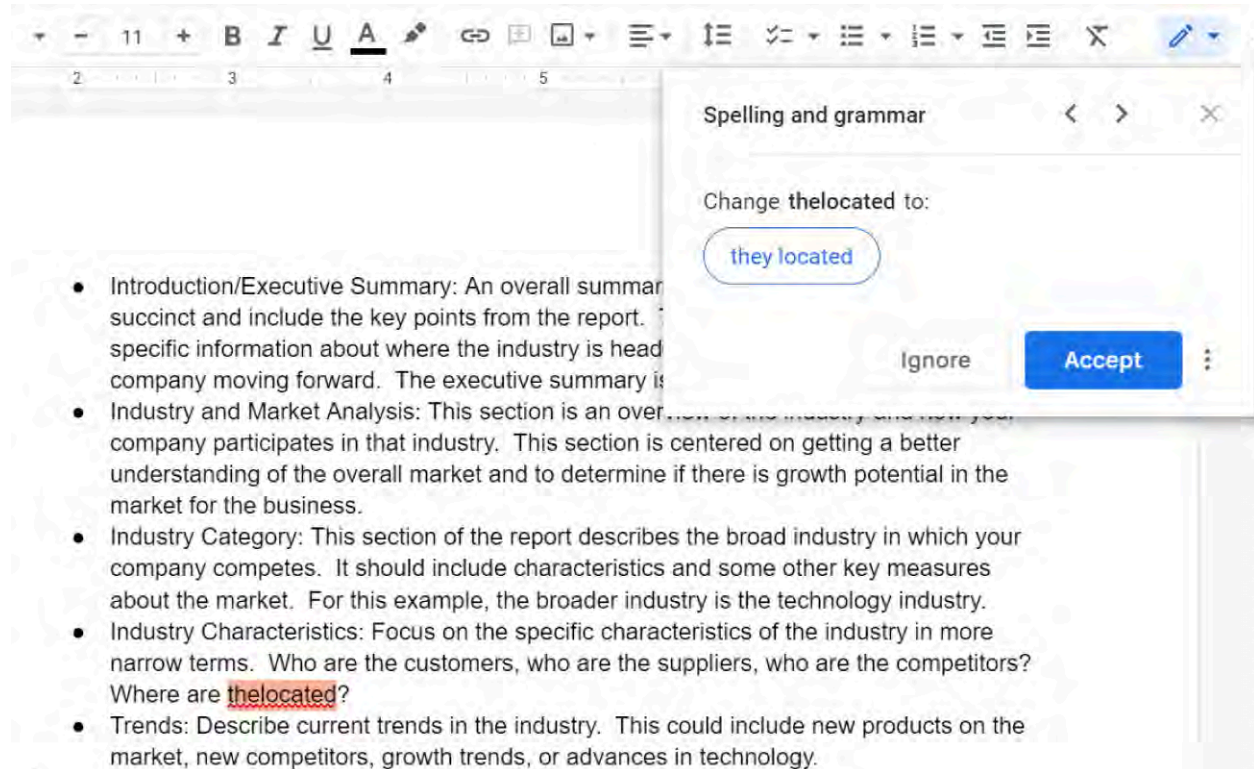 11 B I U A
2 3 4 5
Spelling and grammar
Change thelocated to:
they located
Ignore Accept
● Introduction/Executive Summary: An overall summar
succinct and include the key points from the report.
specific information about where the industry is head
company moving forward. The executive summary is
● Industry and Market Analysis: This section is an over
company participates in that industry. This section is centered on getting a better
understanding of the overall market and to determine if there is growth potential in the
market for the business.
● Industry Category: This section of the report describes the broad industry in which your
company competes. It should include characteristics and some other key measures
about the market. For this example, the broader industry is the technology industry.
● Industry Characteristics: Focus on the specific characteristics of the industry in more
narrow terms. Who are the customers, who are the suppliers, who are the competitors?
Where are thelocated?
● Trends: Describe current trends in the industry. This could include new products on the
market, new competitors, growth trends, or advances in technology.